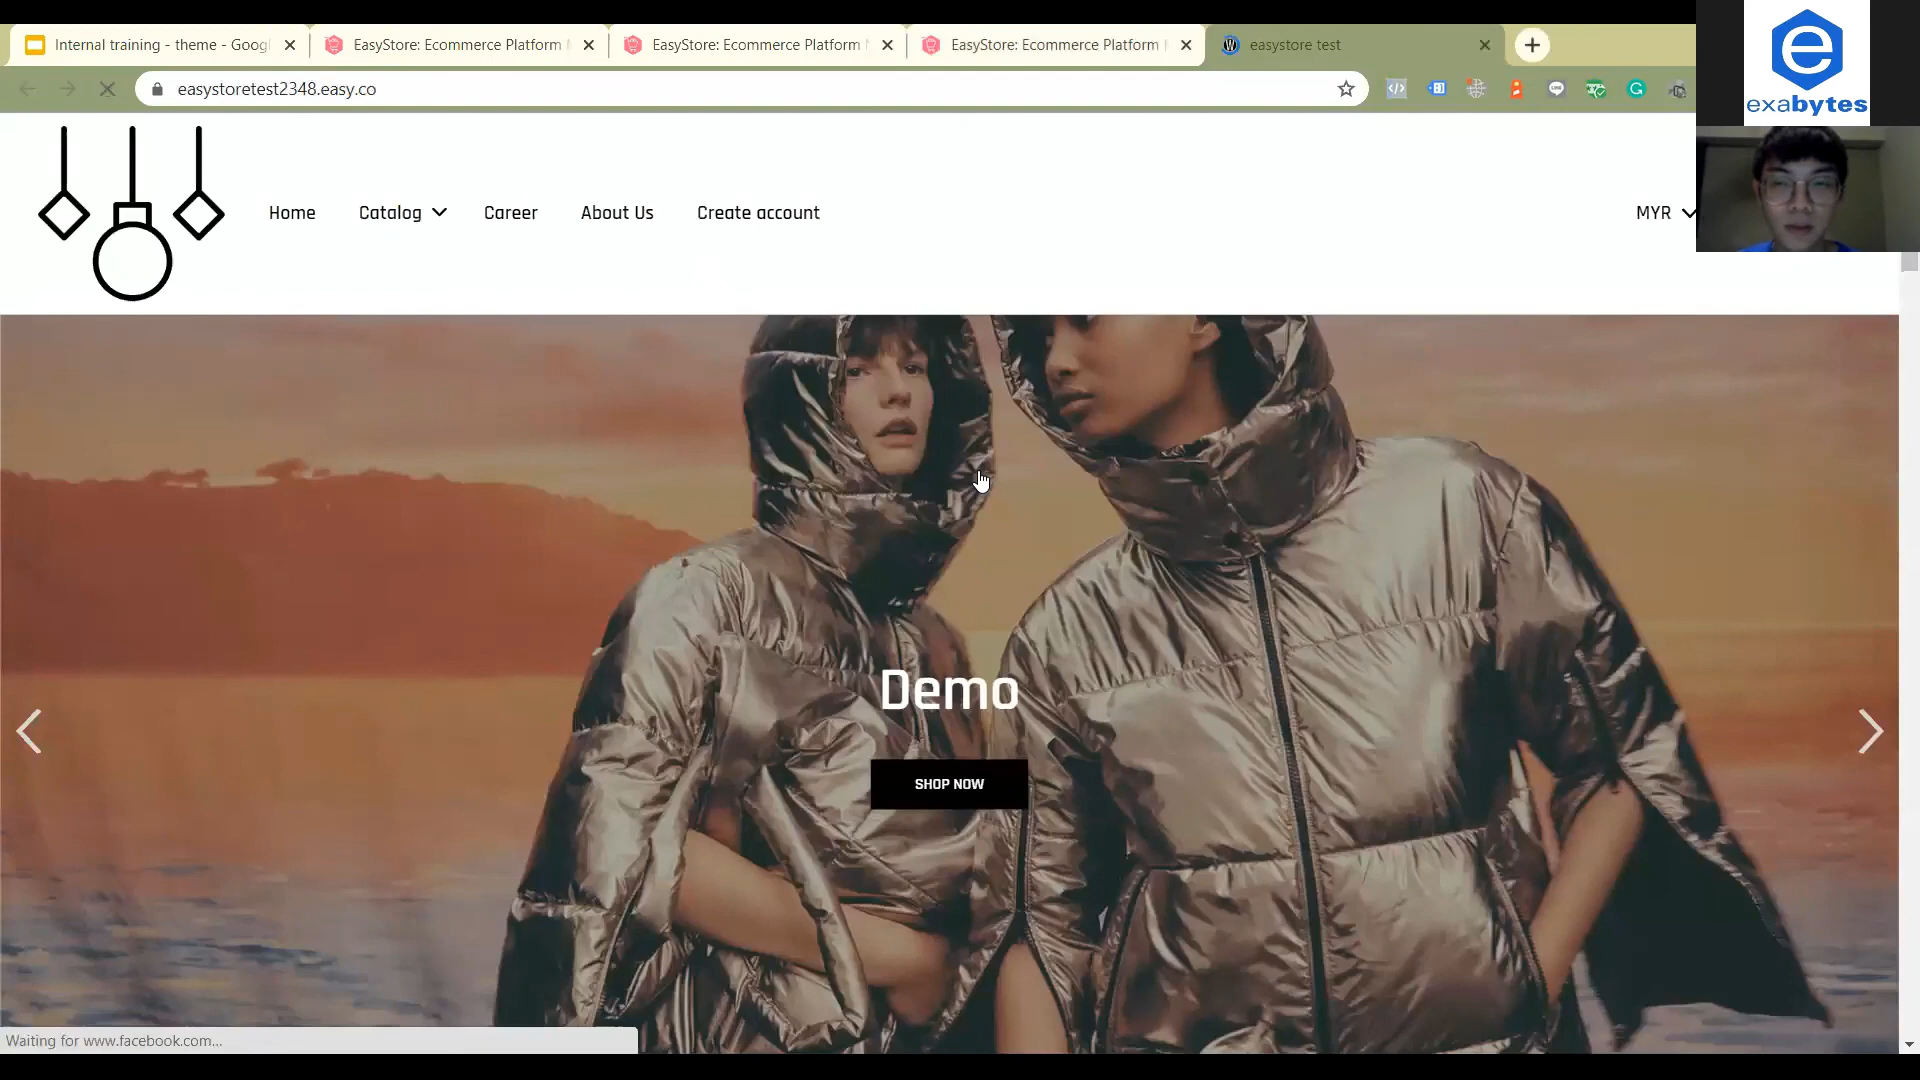 Internal training - theme - Googl
EasyStore: Ecommerce Platform
EasyStore: Ecommerce Platform
EasyStore: Ecommerce Platform
easystore test
easystoretest2348.easy.co
exabytes
Home
Catalog
Career
About Us
Create account
MYR
Demo
SHOP NOW
Waiting for www.facebook.com...